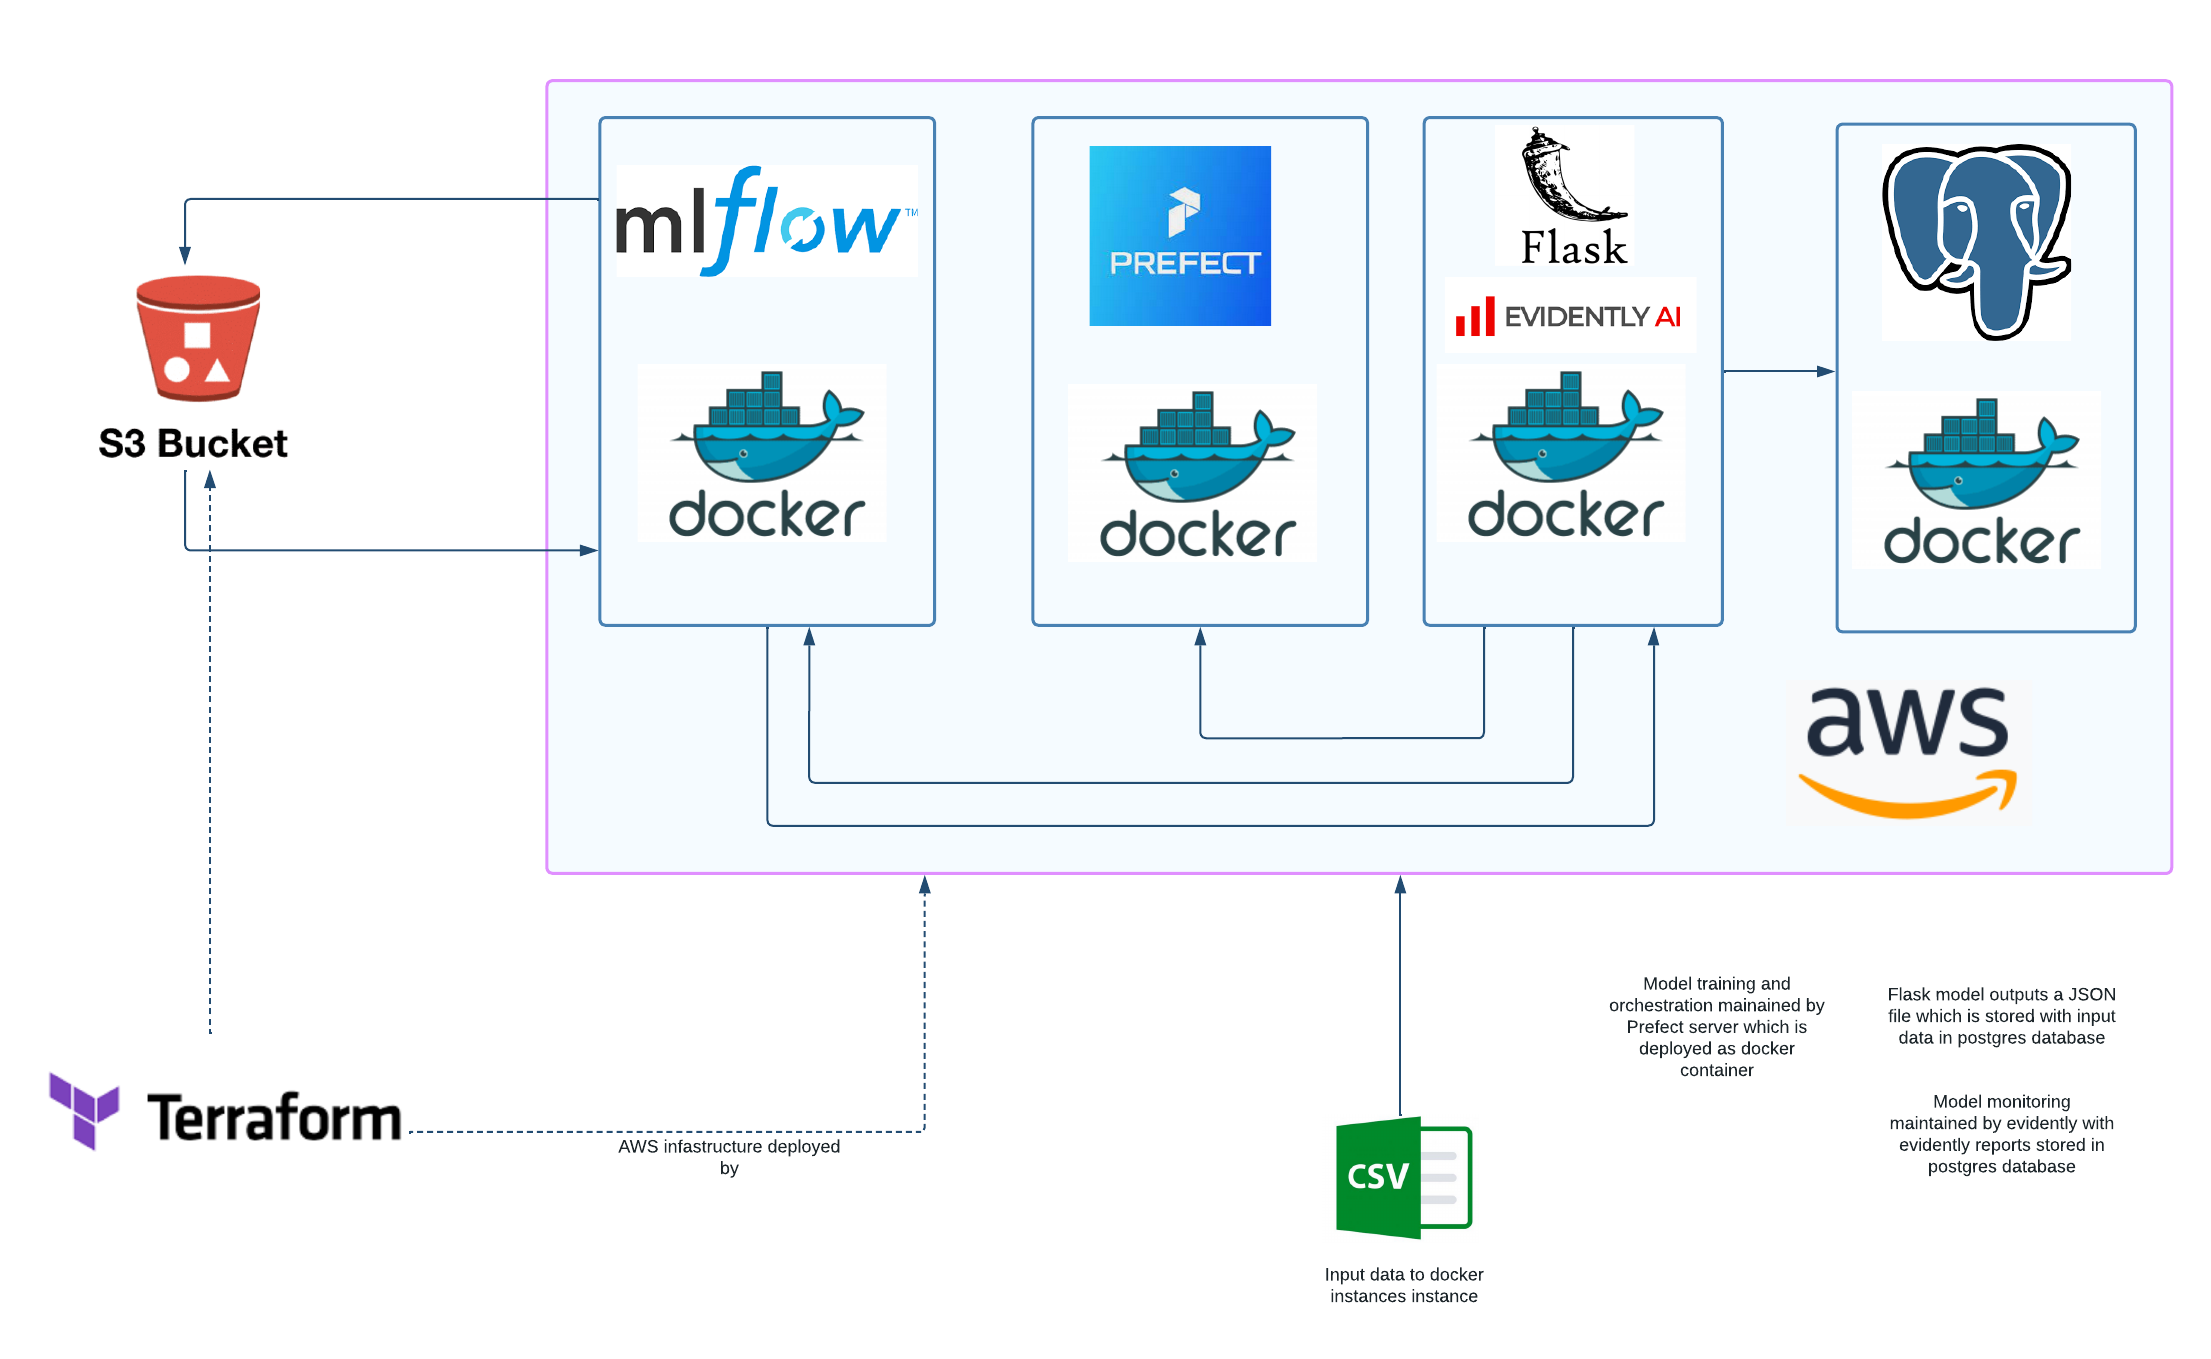 mlflow™
PREFECT
Flask
EVIDENTLY AI
docker
docker
docker
docker
S3 Bucket
aws
Terraform
AWS infastructure deployed
by
CSV
Input data to docker
instances instance
Model training and
orchestration mainained by
Prefect server which is
deployed as docker
container
Flask model outputs a JSON
file which is stored with input
data in postgres database
Model monitoring
maintained by evidently with
evidently reports stored in
postgres database